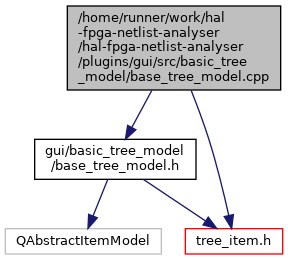 /home/runner/work/hal
-fpga-netlist-analyser
/hal-fpga-netlist-analyser
/plugins/gui/src/basic_tree
_model/base_tree_model.cpp
gui/basic_tree_model
/base_tree_model.h
QAbstractItemModel
tree_item.h